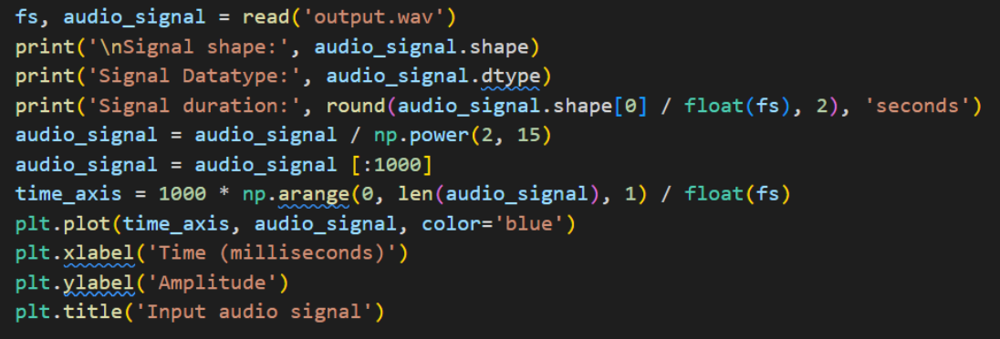 fs, audio_signal = read('output.wav')
print('\nSignal shape:', audio_signal.shape)
print('Signal Datatype:', audio_signal.dtype)
print('Signal duration:', round(audio_signal.shape[0] / float(fs), 2), 'seconds')
audio_signal = audio_signal / np.power(2, 15)
audio_signal = audio_signal [:1000]
time_axis = 1000 * np.arange(0, len(audio_signal), 1) / float(fs)
plt.plot(time_axis, audio_signal, color='blue')
plt.xlabel('Time (milliseconds)')
plt.ylabel('Amplitude')
plt.title('Input audio signal')